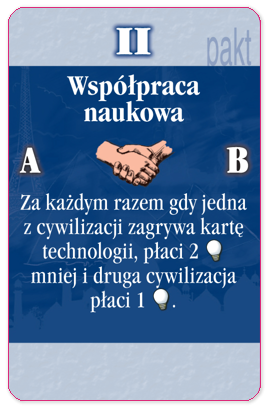 II
pakt
Współpraca
naukowa
A B
Za każdym razem gdy jedna
z cywilizacji zagrywa kartę
technologii, płaci 2
mniej i druga cywilizacja
płaci 1 .